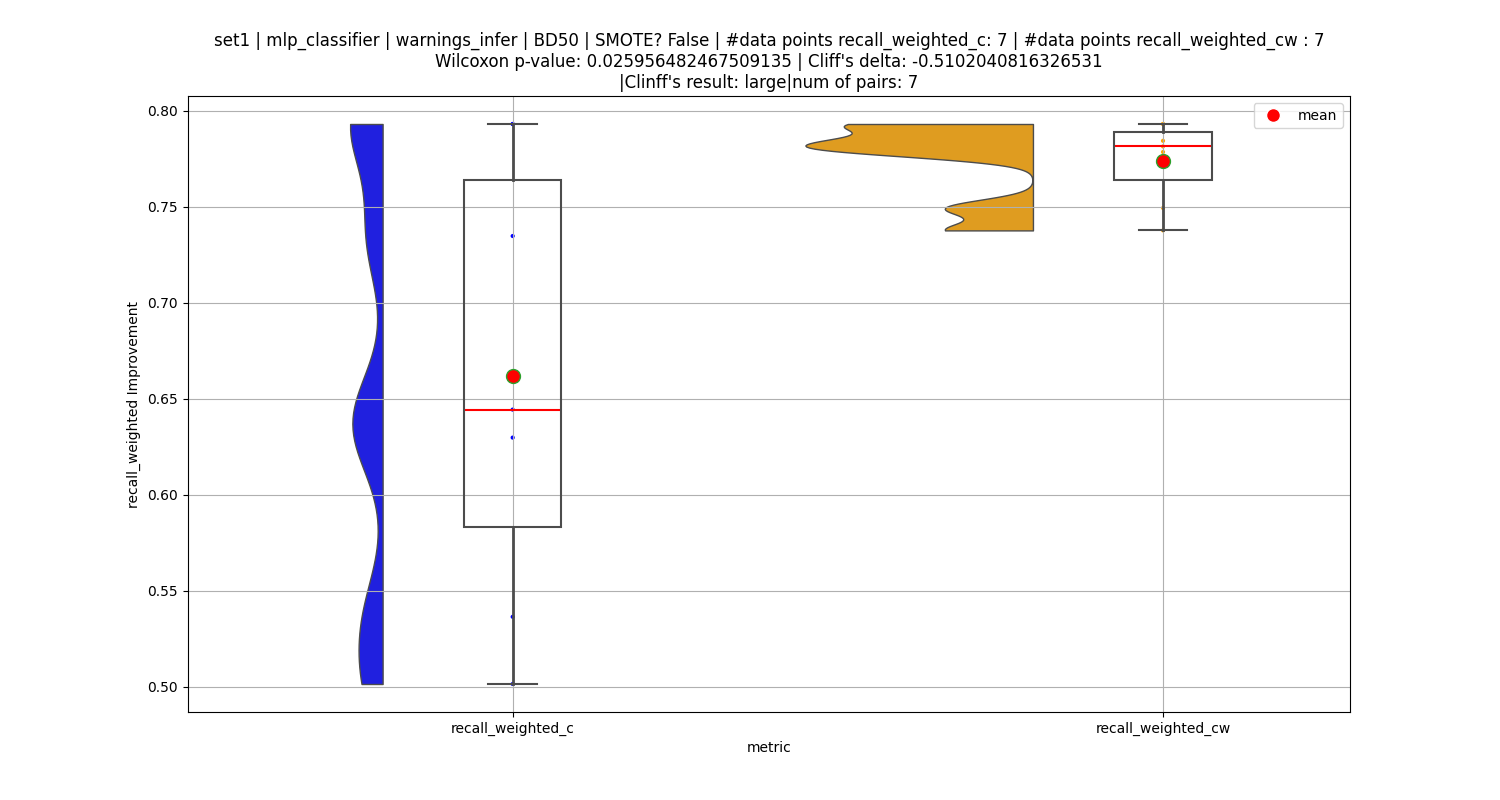 set1 | mlp_classifier | warnings_infer | BD50 | SMOTE? False | #data points recall_weighted_c: 7 | #data points recall_weighted_cw : 7
Wilcoxon p-value: 0.025956482467509135 | Cliff's delta: -0.5102040816326531
|Clinff's result: large|num of pairs: 7
mean
0.80
0.75
0.70
0.65
0.60
0.55
0.50
recall_weighted Improvement
recall_weighted_c
recall_weighted_cw
metric